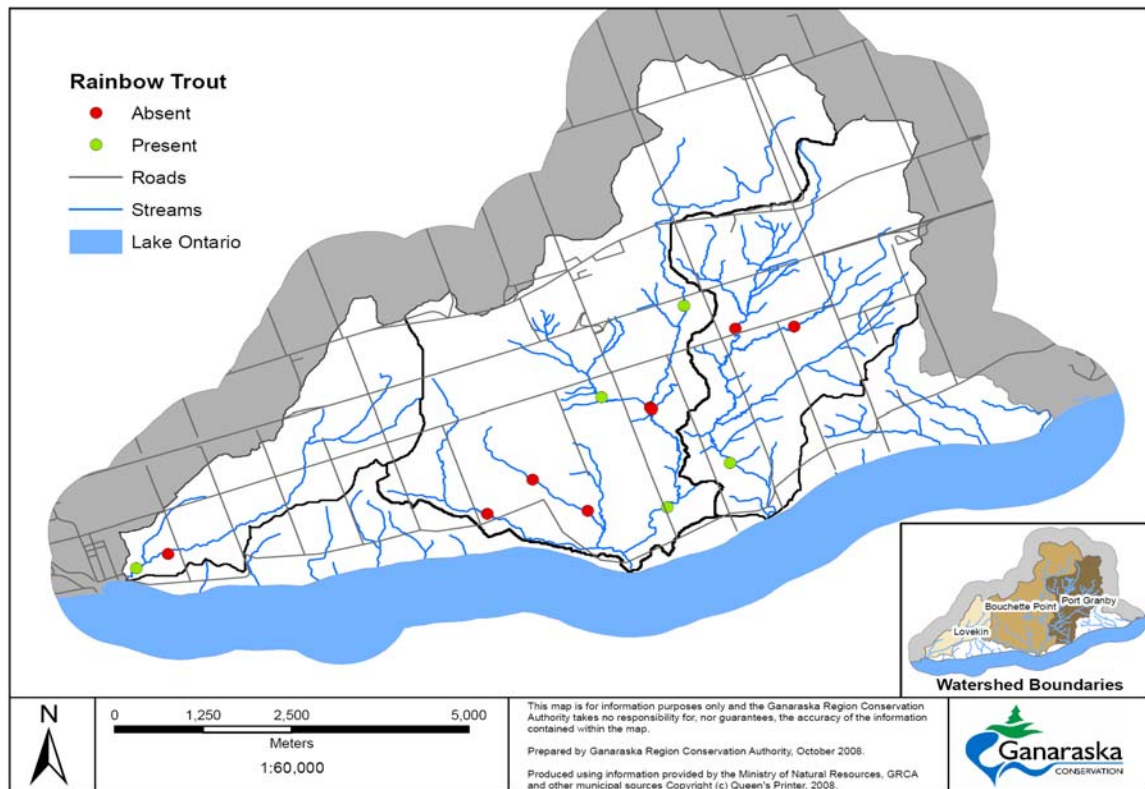 Rainbow Trout
Absent
Present
Roads
Streams
Lake Ontario
Bouchette Point
Port Granby
Lovekin
Watershed Boundaries
N
0 1,250 2,500 5,000
Meters
1:60,000
This map is for information purposes only and the Ganaraska Region Conservation
Authority takes no responsibility for, nor guarantees, the accuracy of the information
contained within the map.
Prepared by Ganaraska Region Conservation Authority, October 2008.
Produced using information provided by the Ministry of Natural Resources, GRCA
and other municipal sources Copyright (c) Queen's Printer, 2008.
Ganaraska
CONSERVATION